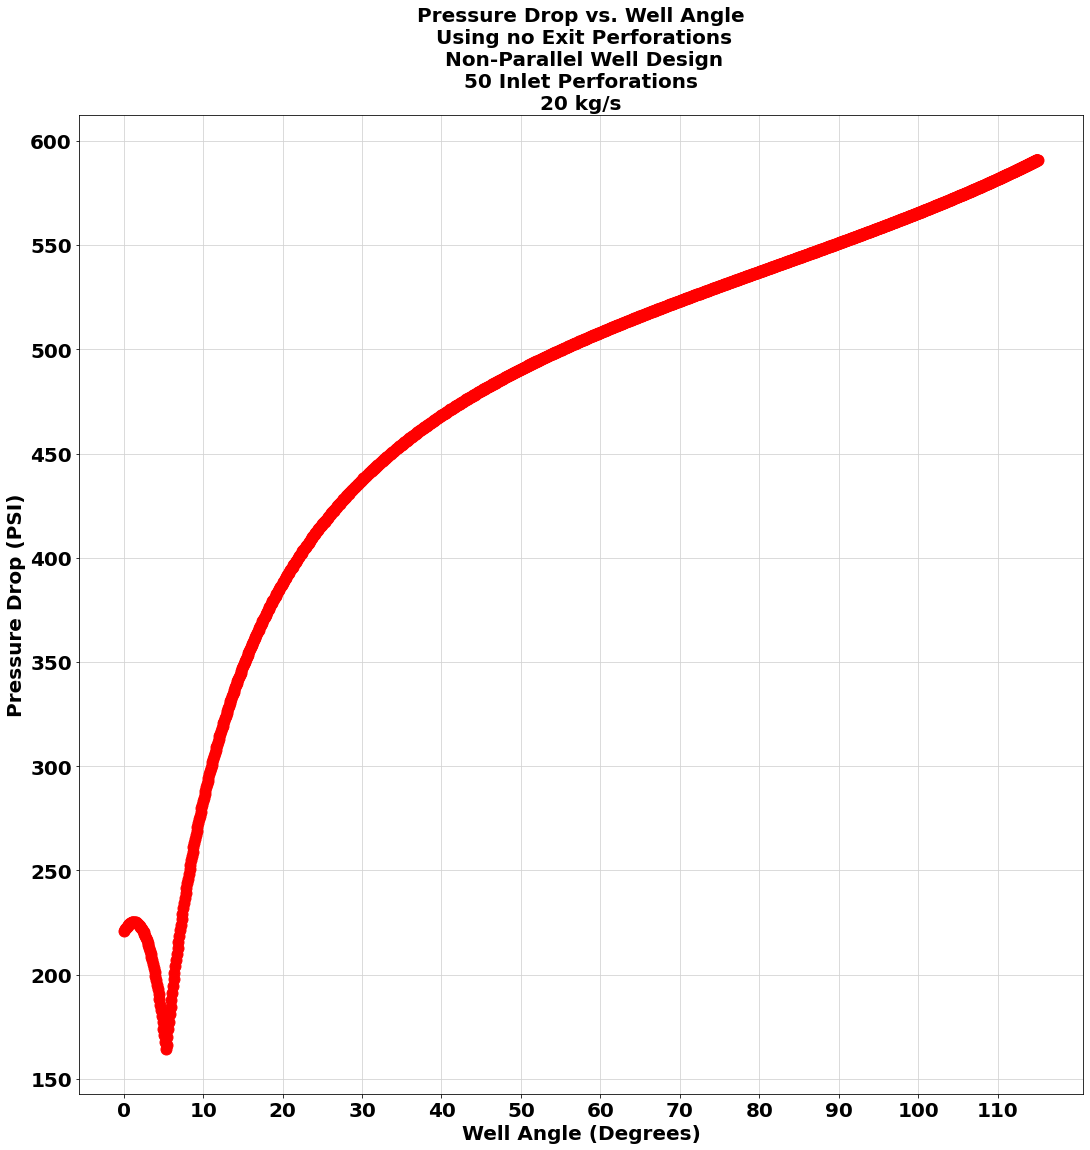 Pressure Drop vs. Well Angle
Using no Exit Perforations
Non-Parallel Well Design
50 Inlet Perforations
20 kg/s
600
550
500
450
400
350
300
250
200
150
Pressure Drop (PSI)
0 10 20 30 40 50 60 70 80 90 100 110
Well Angle (Degrees)